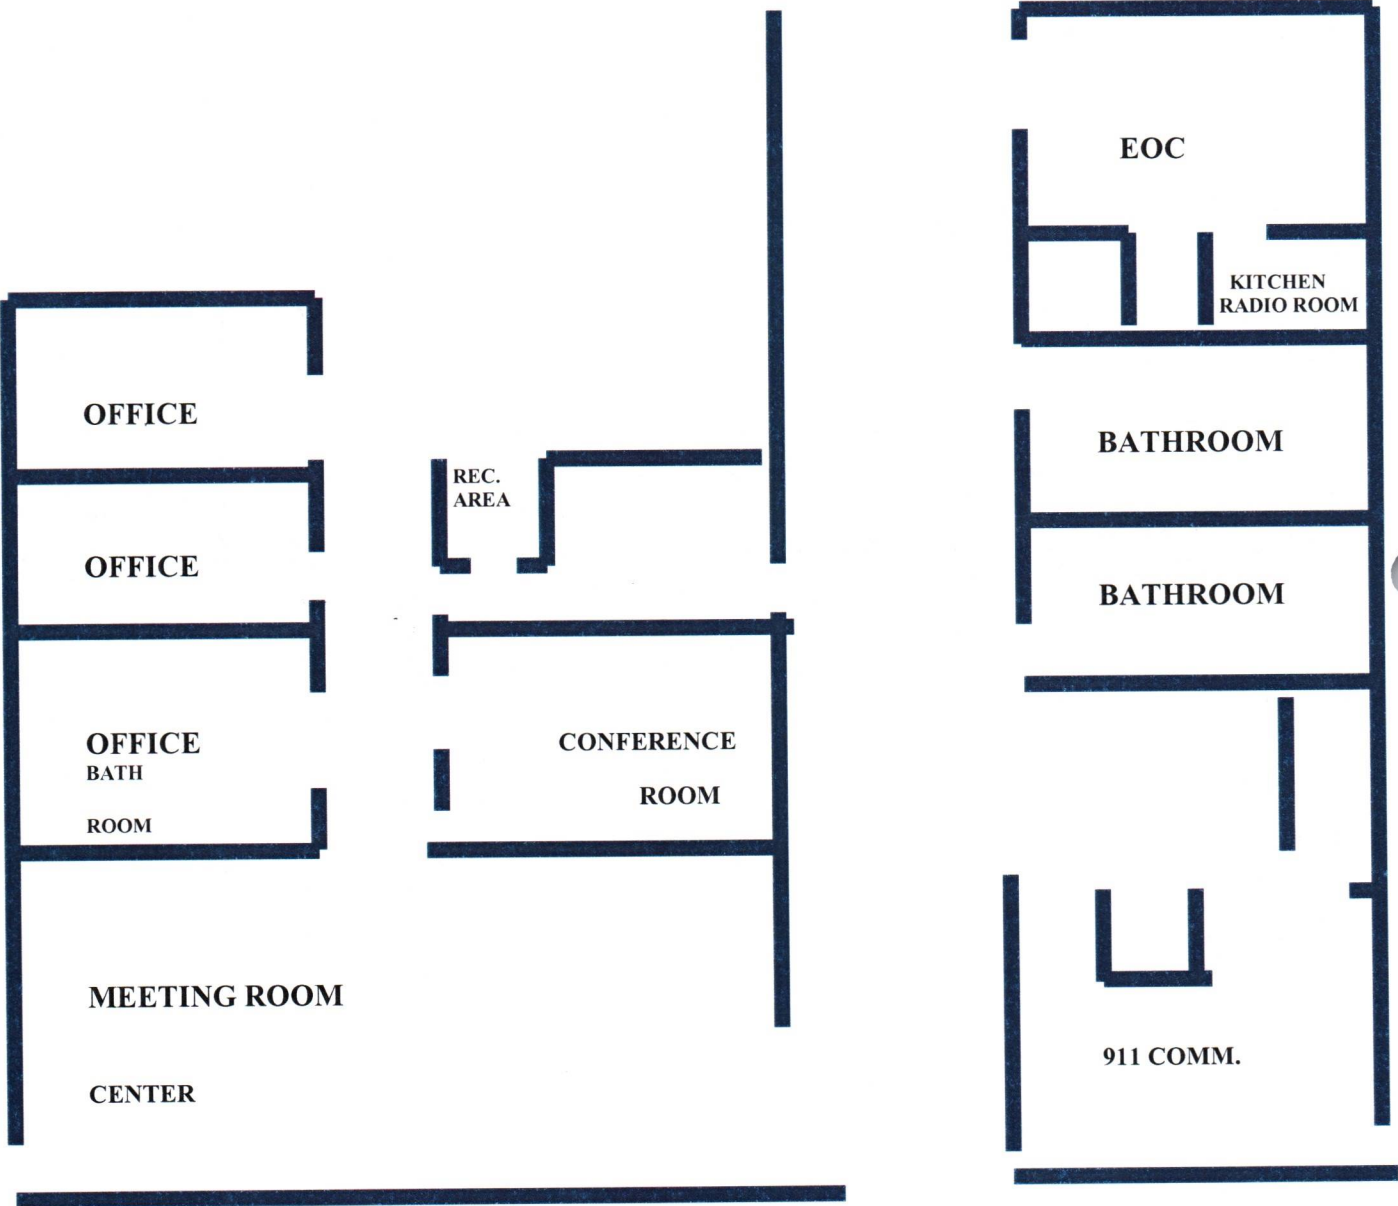 EOC
KITCHEN
RADIO ROOM
OFFICE
BATHROOM
REC.
AREA
OFFICE
BATHROOM
OFFICE
BATH
ROOM
CONFERENCE
ROOM
MEETING ROOM
CENTER
911 COMM.